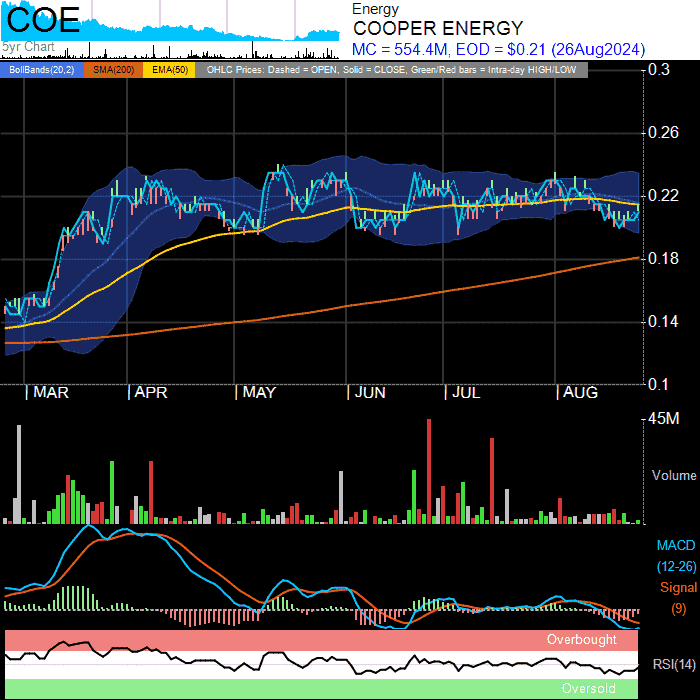 COE
5yr Chart
Energy
COOPER ENERGY
MC = 554.4M, EOD = $0.21 (26Aug2024)
BollBands(20,2) SMA(200) EMA(50) OHLC Prices: Dashed = OPEN, Solid = CLOSE, Green/Red bars = Intra-day HIGH/LOW
0.3
0.26
0.22
0.18
0.14
0.1
MAR APR MAY JUN JUL AUG
45M
Volume
MACD
(12-26)
Signal
(9)
Overbought
RSI(14)
Oversold